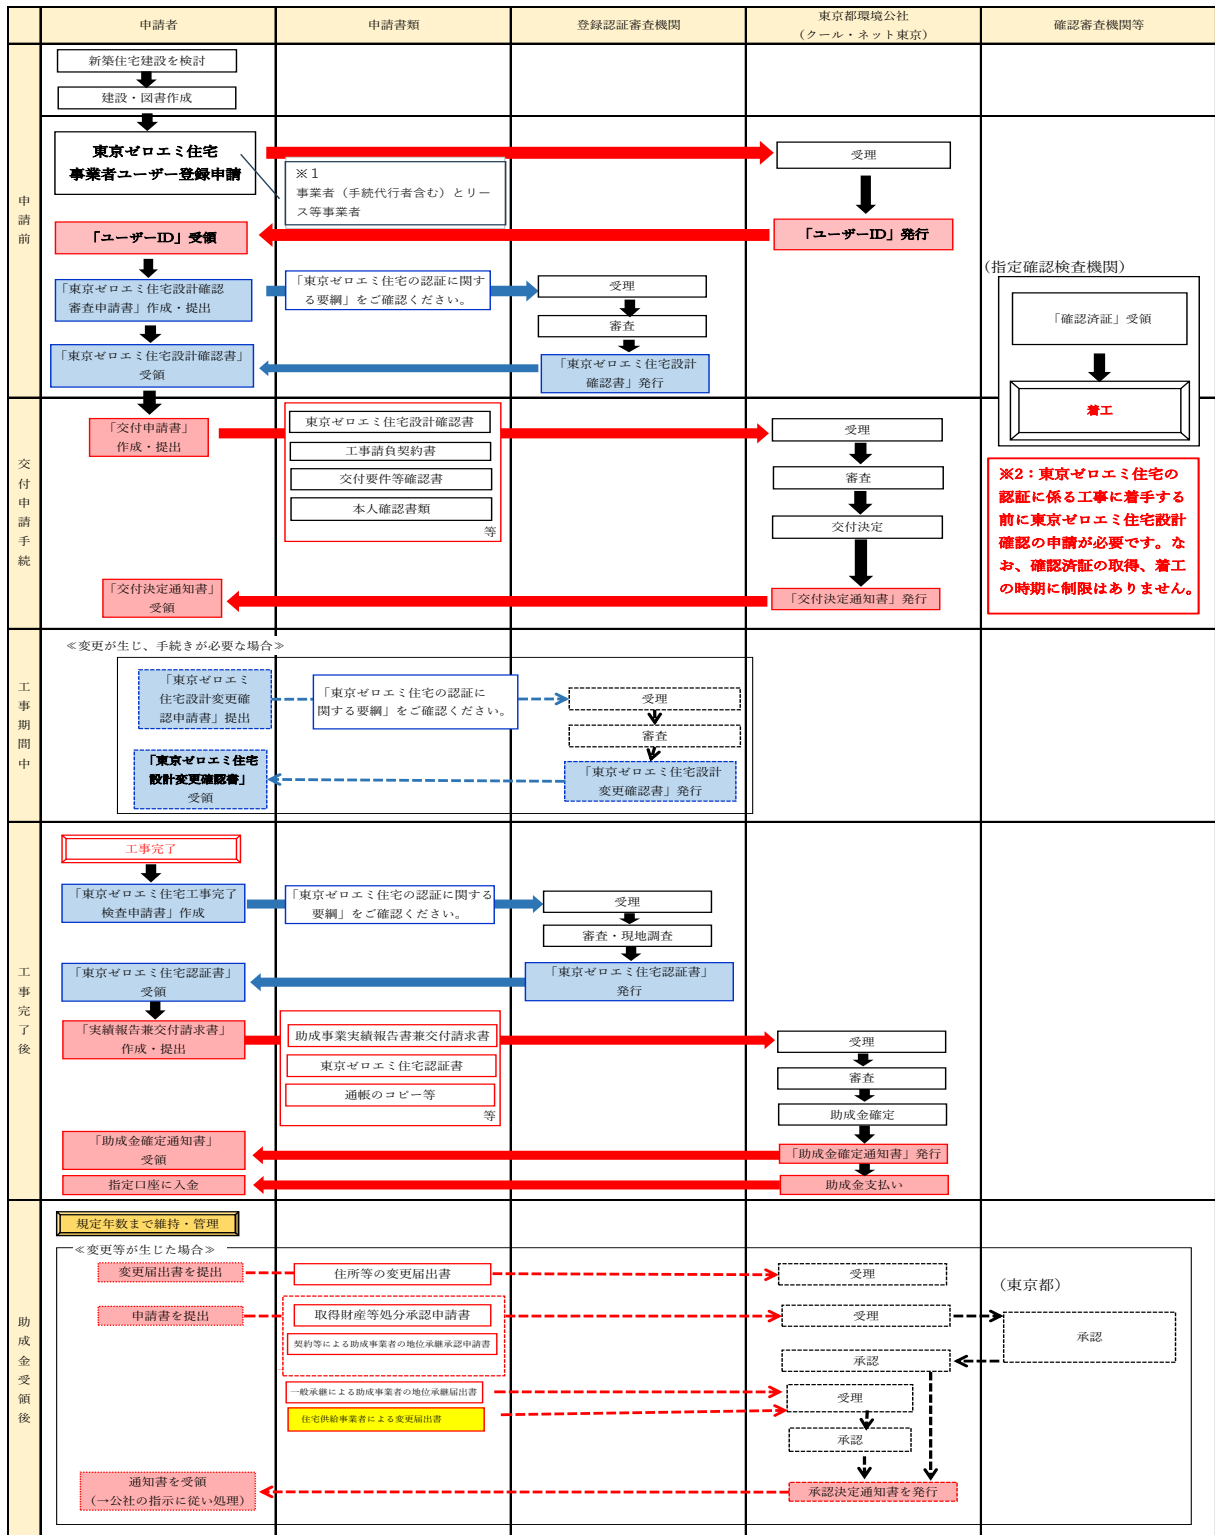 申請者
申請書類
登録認証審査機関
東京都環境公社
(クール・ネット東京)
確認審査機関等
申請前
新築住宅建設を検討
建設・図書作成
東京ゼロエミ住宅
事業者ユーザー登録申請
※1
事業者（手続代行者含む）とリー
ス等事業者
受理
「ユーザーID」受領
「ユーザーID」発行
「東京ゼロエミ住宅設計確認
審査申請書」作成・提出
「東京ゼロエミ住宅の認証に関す
る要綱」をご確認ください。
受理
審査
「東京ゼロエミ住宅設計確認書」
受領
「東京ゼロエミ住宅設計
確認書」発行
(指定確認検査機関)
「確認済証」受領
着工
交付申請手続
「交付申請書」
作成・提出
東京ゼロエミ住宅設計確認書
工事請負契約書
交付要件等確認書
本人確認書類
等
受理
審査
交付決定
「交付決定通知書」
受領
「交付決定通知書」発行
※2：東京ゼロエミ住宅の
認証に係る工事に着手する
前に東京ゼロエミ住宅設計
確認の申請が必要です。な
お、確認済証の取得、着工
の時期に制限はありません。
工事期間中
≪変更が生じ、手続きが必要な場合≫
「東京ゼロエミ
住宅設計変更確
認申請書」提出
「東京ゼロエミ住宅の認証に
関する要綱」をご確認ください。
受理
審査
「東京ゼロエミ住宅
設計変更確認書」
受領
「東京ゼロエミ住宅設計
変更確認書」発行
工事完了後
工事完了
「東京ゼロエミ住宅工事完了
検査申請書」作成
「東京ゼロエミ住宅の認証に関する
要綱」をご確認ください。
受理
審査・現地調査
「東京ゼロエミ住宅認証書」
受領
「東京ゼロエミ住宅認証書」
発行
「実績報告兼交付請求書」
作成・提出
助成事業実績報告書兼交付請求書
東京ゼロエミ住宅認証書
通帳のコピー等
等
受理
審査
助成金確定
「助成金確定通知書」
受領
「助成金確定通知書」発行
指定口座に入金
助成金支払い
助成金受領後
規定年数まで維持・管理
≪変更等が生じた場合≫
変更届出書を提出
住所等の変更届出書
受理
申請書を提出
取得財産等処分承認申請書
契約等による助成事業者の地位承継承認申請書
受理
(東京都)
承認
承認
一般承継による助成事業者の地位承継届出書
住宅供給事業者による変更届出書
受理
承認
通知書を受領
(→公社の指示に従い処理)
承認決定通知書を発行